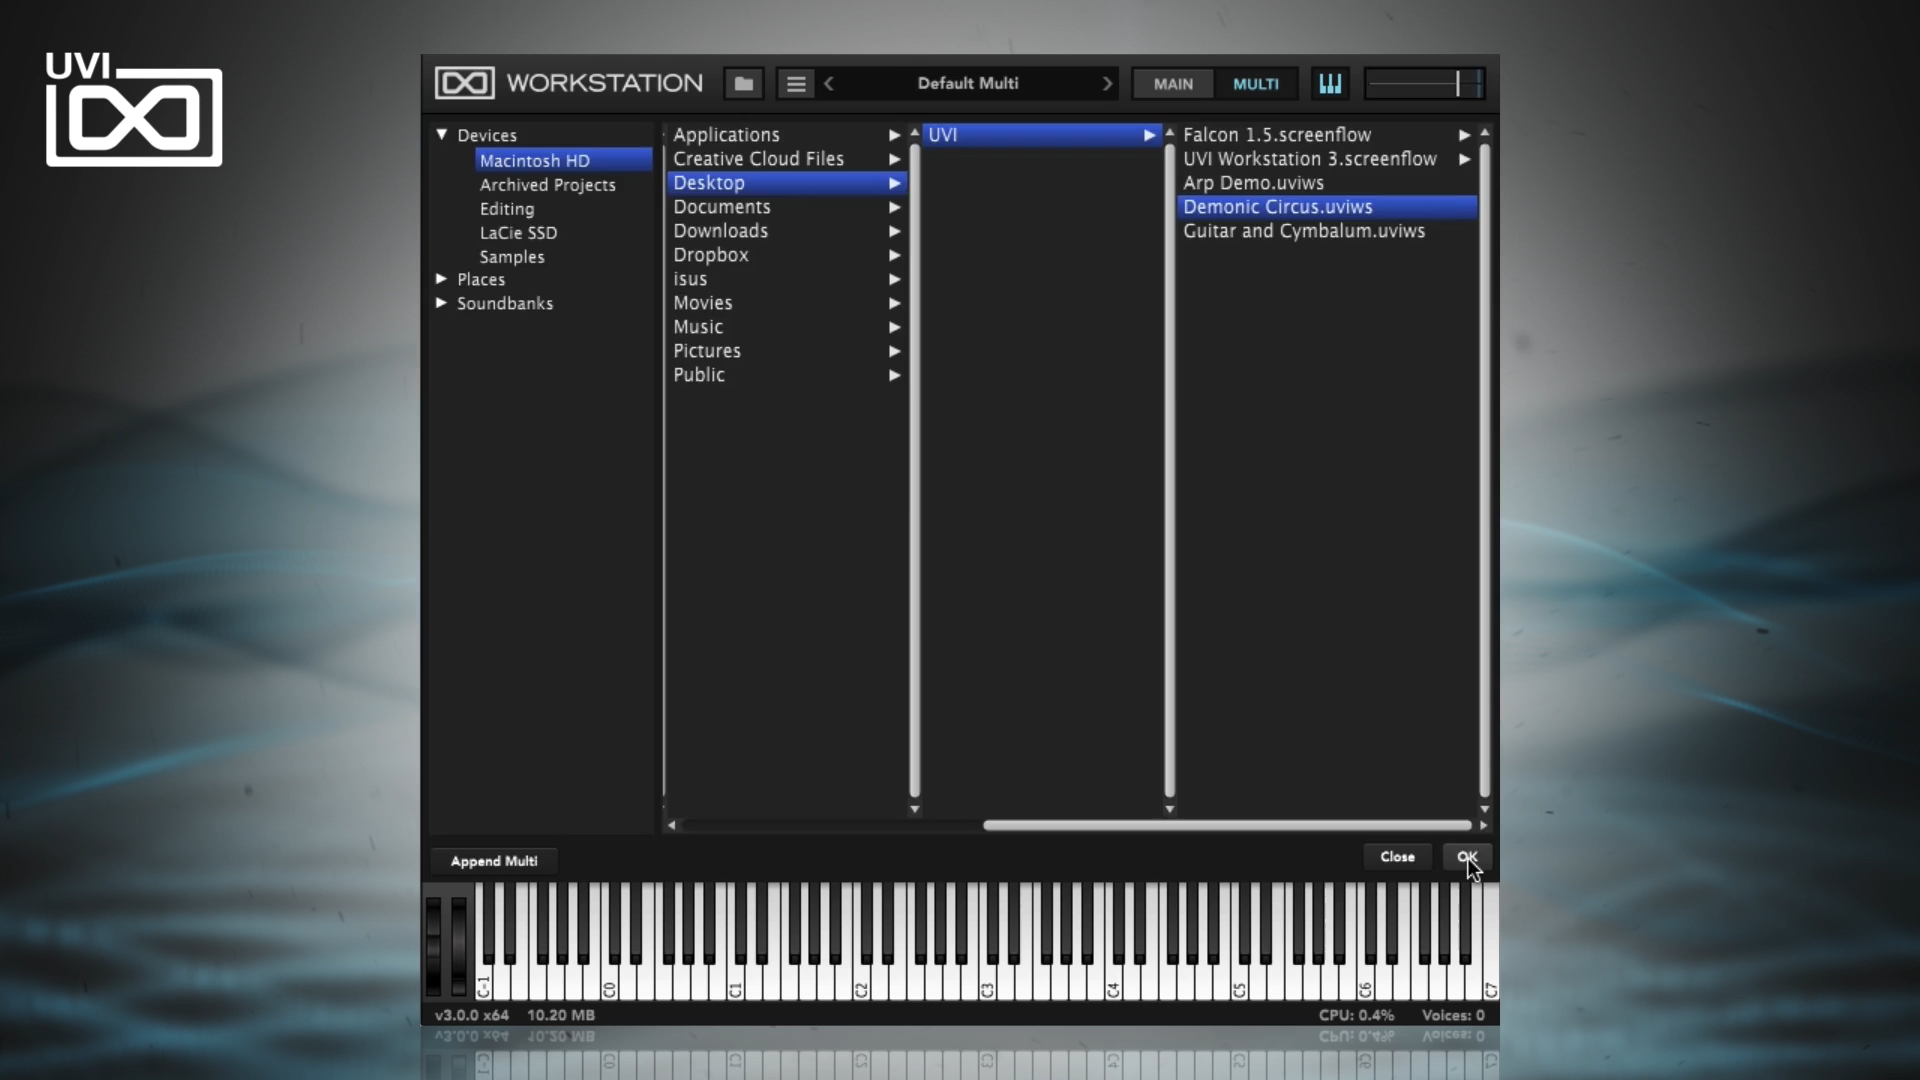 UVI
WORKSTATION
Default Multi
MAIN
MULTI
Devices
Macintosh HD
Archived Projects
Editing
LaCie SSD
Samples
Places
Soundbanks
Applications
Creative Cloud Files
Desktop
Documents
Downloads
Dropbox
isus
Movies
Music
Pictures
Public
UVI
Falcon 1.5.screenflow
UVI Workstation 3.screenflow
Arp Demo.uviws
Demonic Circus.uviws
Guitar and Cymbalum.uviws
Append Multi
Close
OK
C-1
C0
C1
C2
C3
C4
C5
C6
C7
v3.0.0 x64 10.20 MB
CPU: 0.4% Voices: 0